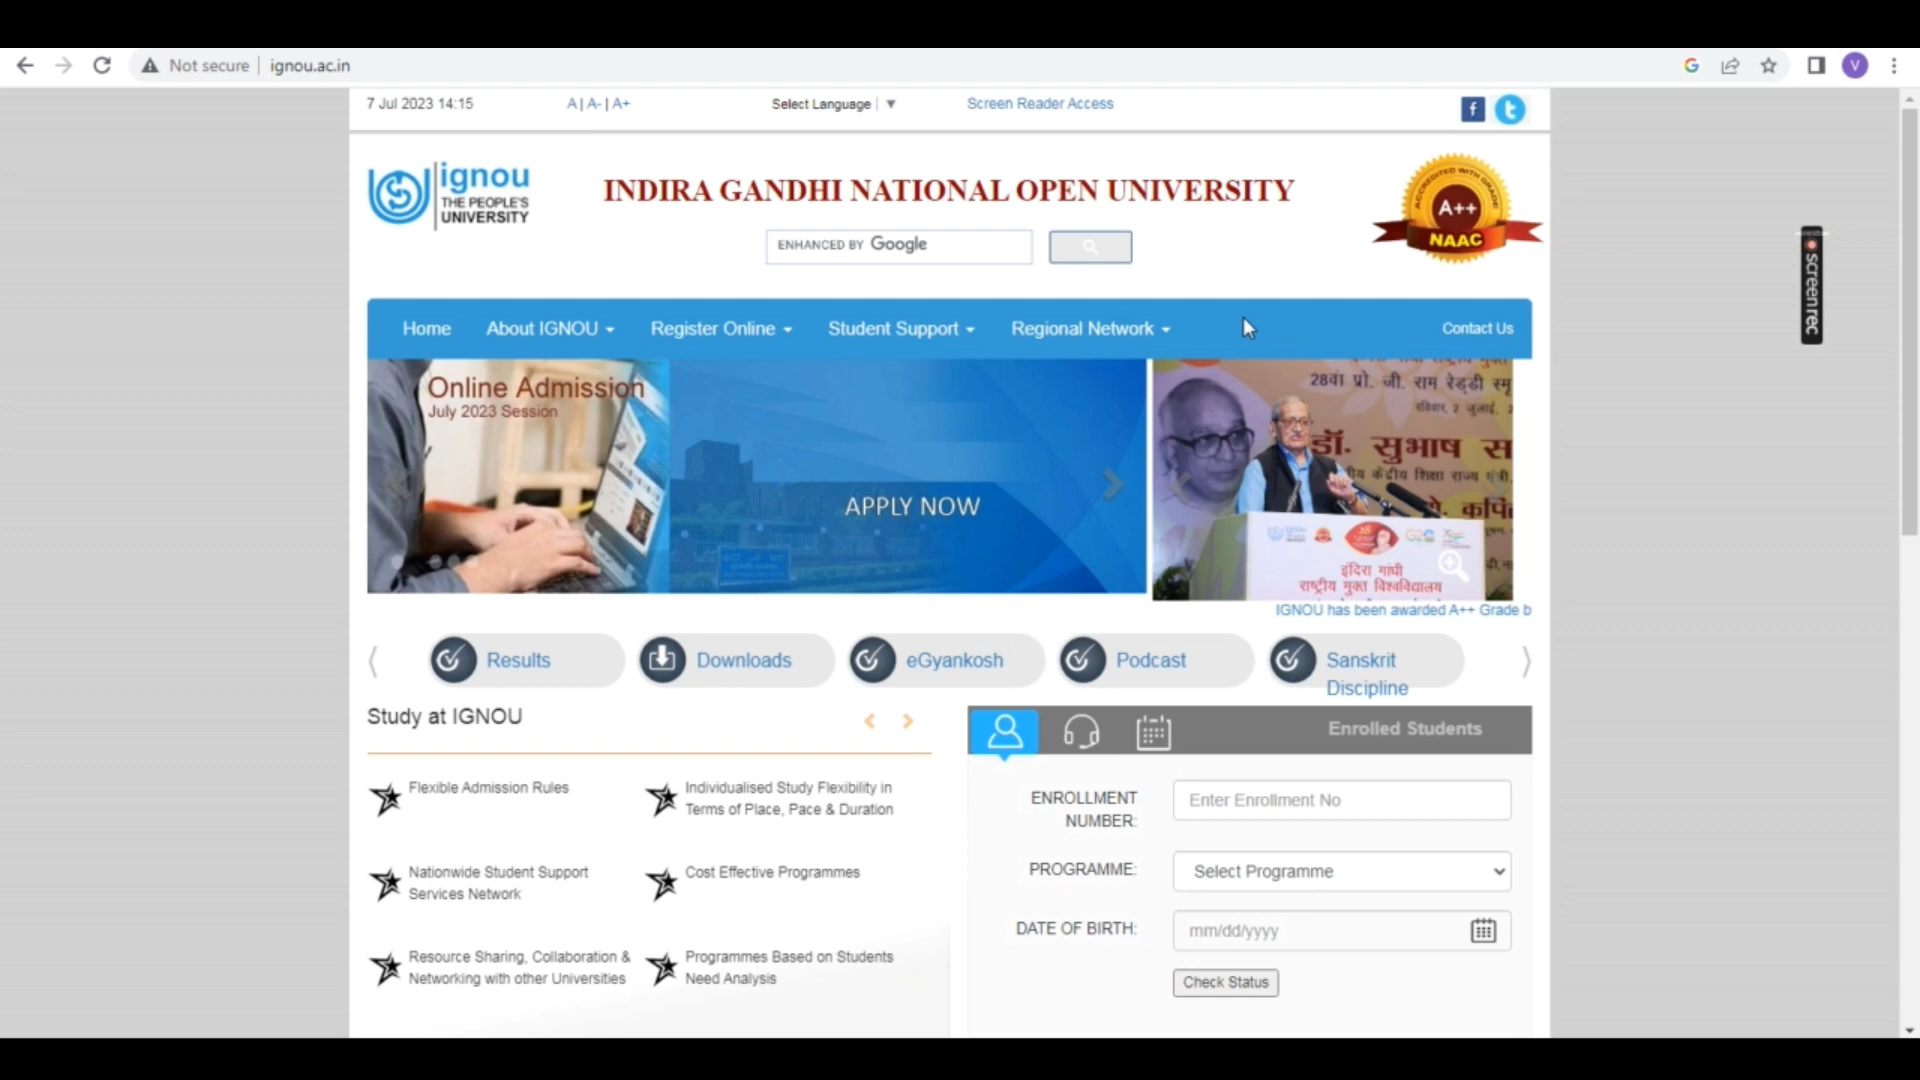 Not secure ignou.ac.in
V
7 Jul 2023 14:15 A | A- | A+ Select Language ▼ Screen Reader Access
ignou
THE PEOPLE'S
UNIVERSITY
INDIRA GANDHI NATIONAL OPEN UNIVERSITY
ENHANCED BY Google
ACCREDITED WITH GRADE
A++
NAAC
screenrec
Home About IGNOU Register Online Student Support Regional Network Contact Us
Online Admission
July 2023 Session
APPLY NOW
28वां प्रो. जी. राम रेड्डी स्मृ
रविवार, 2 जुलाई,
डॉ. सुभाष स
केंद्रीय शिक्षा राज्य मंत्री
इंदिरा गांधी
राष्ट्रीय मुक्त विश्वविद्यालय
IGNOU has been awarded A++ Grade b
Results Downloads eGyankosh Podcast Sanskrit
Discipline
Study at IGNOU
Flexible Admission Rules
Individualised Study Flexibility in
Terms of Place, Pace & Duration
Nationwide Student Support
Services Network
Cost Effective Programmes
Resource Sharing, Collaboration &
Networking with other Universities
Programmes Based on Students
Need Analysis
Enrolled Students
ENROLLMENT
NUMBER:
Enter Enrollment No
PROGRAMME: Select Programme
DATE OF BIRTH: mm/dd/yyyy
Check Status